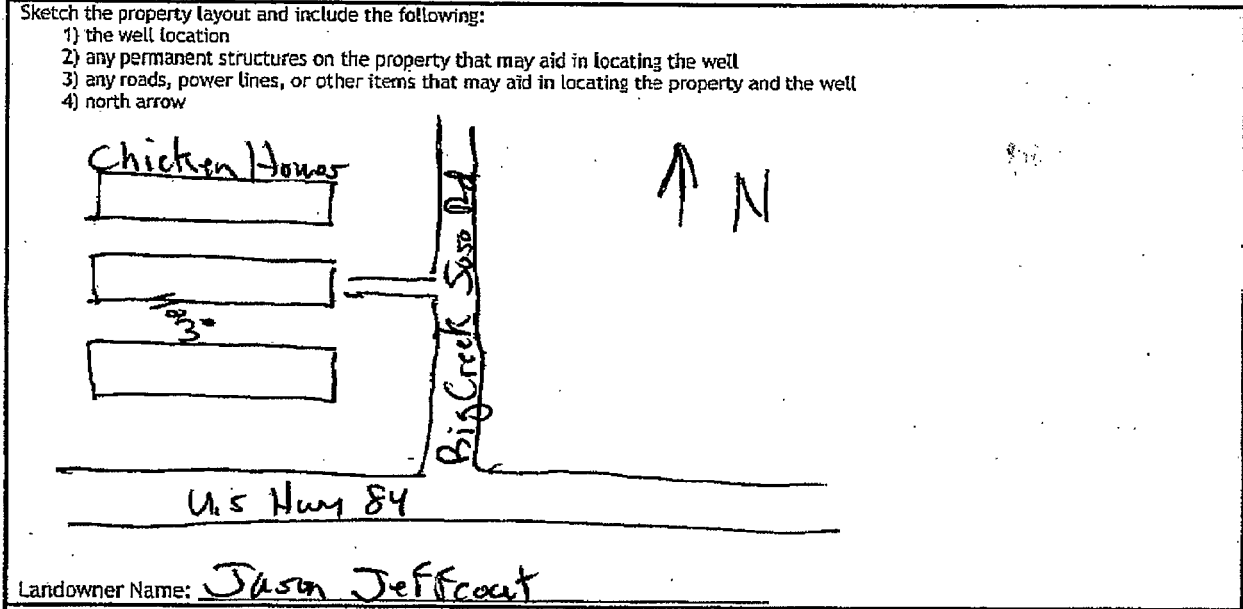 Sketch the property layout and include the following:
1) the well location
2) any permanent structures on the property that may aid in locating the well
3) any roads, power lines, or other items that may aid in locating the property and the well
4) north arrow
Chicken Houses
N
Big Creek Soso Rd
U.S Hwy 84
Landowner Name: Jason Jeffcoat